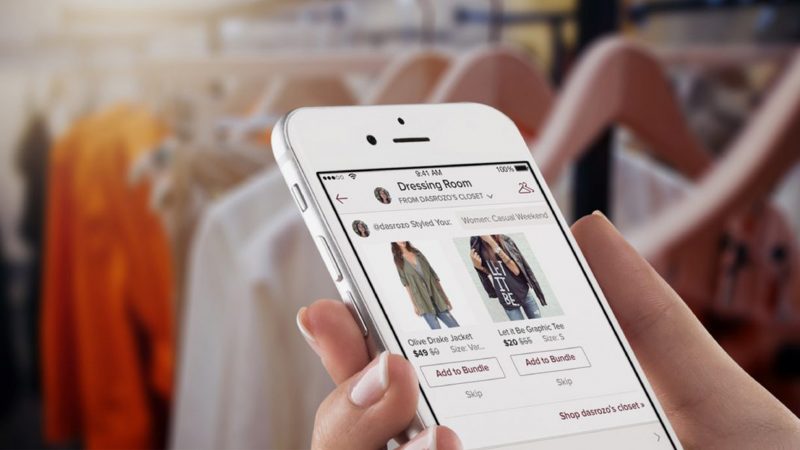 9:41 AM
100%
Dressing Room
FROM DASROZO'S CLOSET
@dasrozo Styled You:
Women: Casual Weekend
LET IT BE
Olive Drake Jacket
Let it Be Graphic Tee
$49 $0 Size: Var...
$20 $66 Size: S
Add to Bundle
Add to Bundle
Skip
Skip
Shop dasrozo's closet »